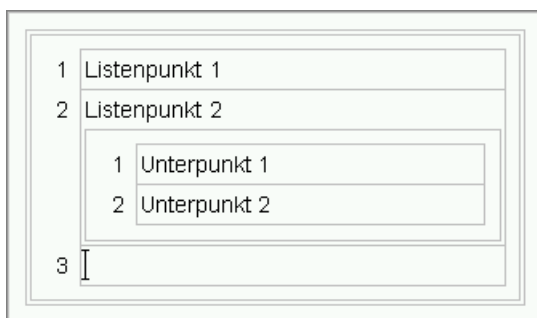 1 Listenpunkt 1
2 Listenpunkt 2
1 Unterpunkt 1
2 Unterpunkt 2
3